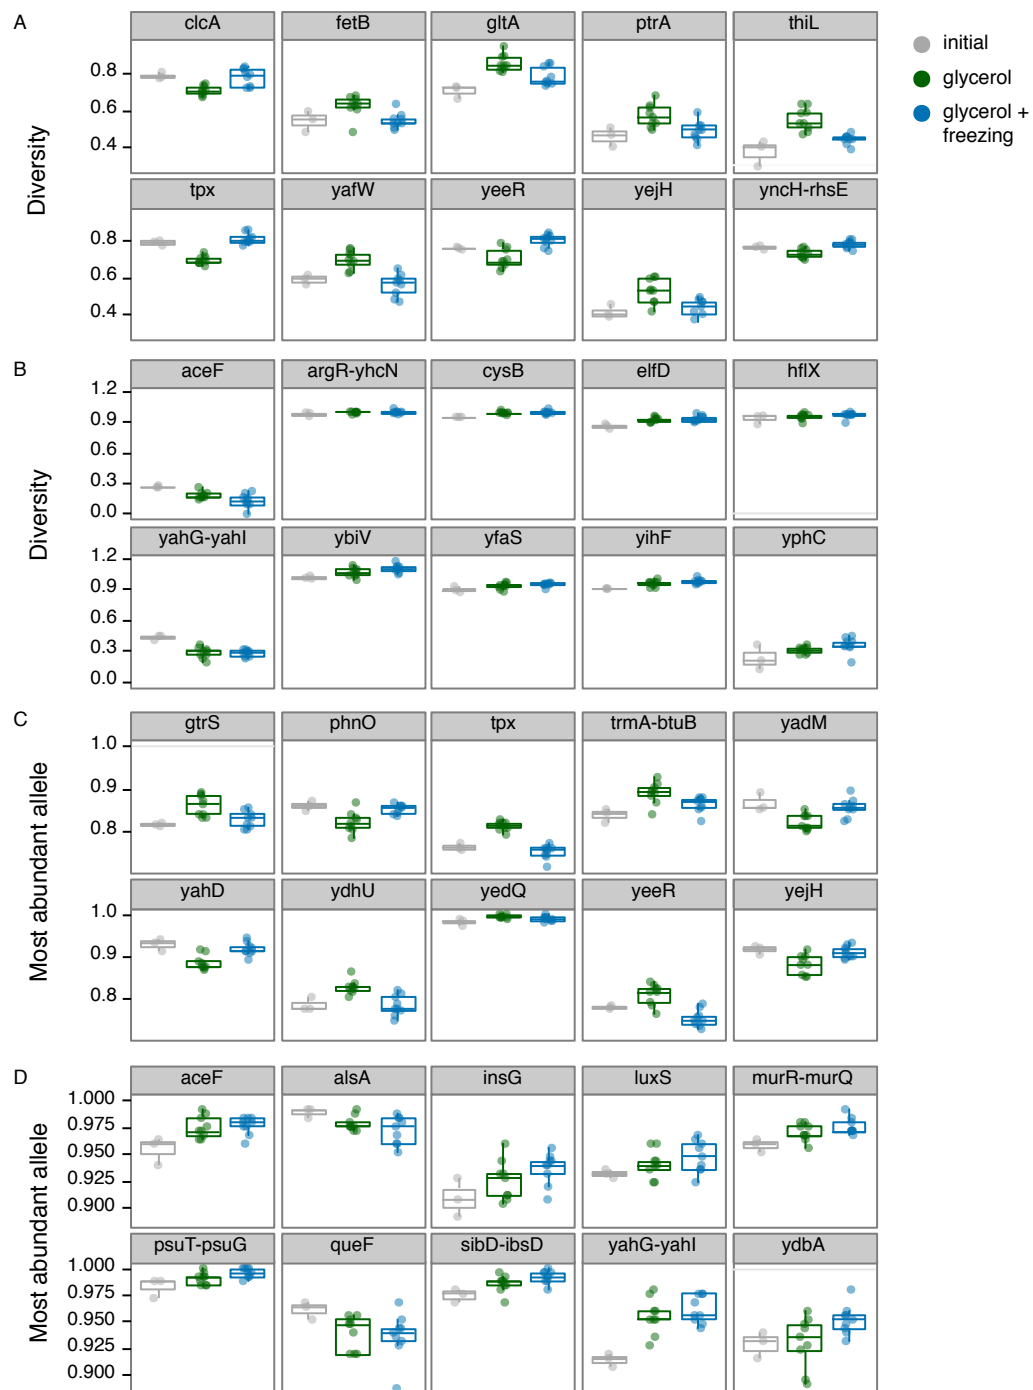 A
clcA fetB gltA ptrA thiL
initial
glycerol
glycerol +
freezing
0.8
0.6
0.4
Diversity
tpx yafW yeeR yejH yncH-rhsE
0.8
0.6
0.4
B
aceF argR-yhcN cysB elfD hflX
1.2
0.9
0.6
0.3
0.0
Diversity
yahG-yahI ybiV yfaS yihF yphC
1.2
0.9
0.6
0.3
0.0
C
gtrS phnO tpx trmA-btuB yadM
1.0
0.9
0.8
Most abundant allele
yahD ydhU yedQ yeeR yejH
1.0
0.9
0.8
D
aceF alsA insG luxS murR-murQ
1.000
0.975
0.950
0.925
0.900
Most abundant allele
psuT-psuG queF sibD-ibsD yahG-yahI ydbA
1.000
0.975
0.950
0.925
0.900